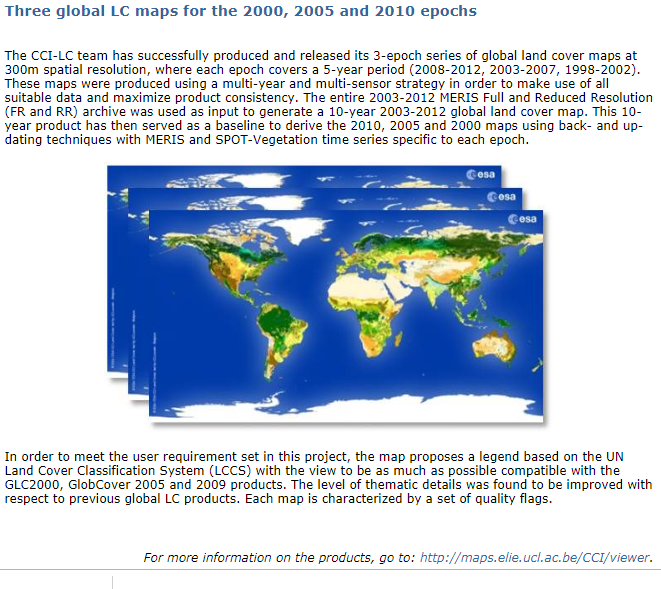 Three global LC maps for the 2000, 2005 and 2010 epochs
The CCI-LC team has successfully produced and released its 3-epoch series of global land cover maps at
300m spatial resolution, where each epoch covers a 5-year period (2008-2012, 2003-2007, 1998-2002).
These maps were produced using a multi-year and multi-sensor strategy in order to make use of all
suitable data and maximize product consistency. The entire 2003-2012 MERIS Full and Reduced Resolution
(FR and RR) archive was used as input to generate a 10-year 2003-2012 global land cover map. This 10-
year product has then served as a baseline to derive the 2010, 2005 and 2000 maps using back- and up-
dating techniques with MERIS and SPOT-Vegetation time series specific to each epoch.
esa
esa
esa
In order to meet the user requirement set in this project, the map proposes a legend based on the UN
Land Cover Classification System (LCCS) with the view to be as much as possible compatible with the
GLC2000, GlobCover 2005 and 2009 products. The level of thematic details was found to be improved with
respect to previous global LC products. Each map is characterized by a set of quality flags.
For more information on the products, go to: http://maps.elie.ucl.ac.be/CCI/viewer.